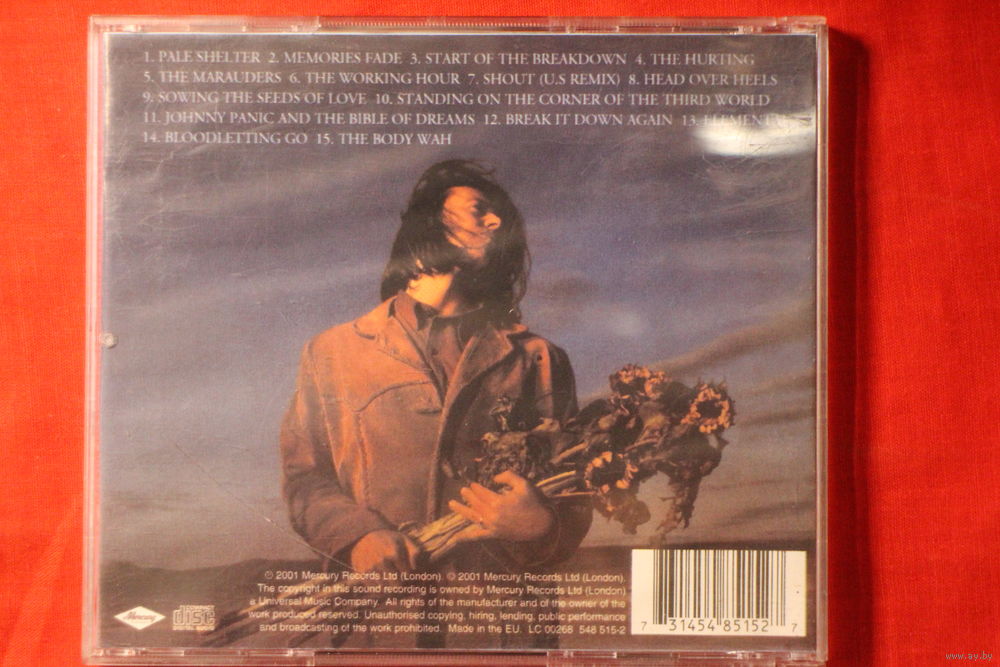 1. PALE SHELTER 2. MEMORIES FADE 3. START OF THE BREAKDOWN 4. THE HURTING
5. THE MARAUDERS 6. THE WORKING HOUR 7. SHOUT (U.S REMIX) 8. HEAD OVER HEELS
9. SOWING THE SEEDS OF LOVE 10. STANDING ON THE CORNER OF THE THIRD WORLD
11. JOHNNY PANIC AND THE BIBLE OF DREAMS 12. BREAK IT DOWN AGAIN 13. ELEMENTAL
14. BLOODLETTING GO 15. THE BODY WAH
℗ 2001 Mercury Records Ltd (London). © 2001 Mercury Records Ltd (London).
The copyright in this sound recording is owned by Mercury Records Ltd (London)
a Universal Music Company. All rights of the manufacturer and of the owner of the
work produced reserved. Unauthorised copying, hiring, lending, public performance
and broadcasting of the work prohibited. Made in the EU. LC 00268 548 515-2
Mercury
COMPACT
disc
DIGITAL AUDIO
7 31454 85152 7
www.ay.by